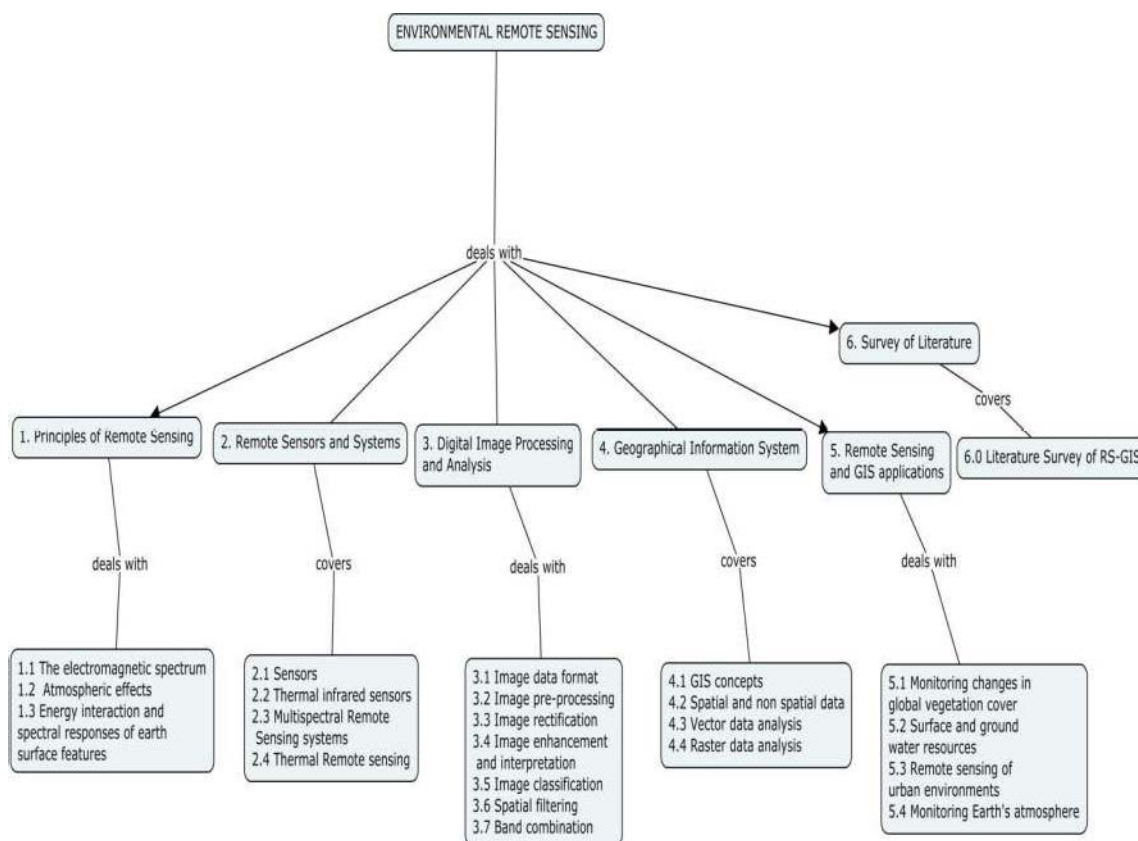 ENVIRONMENTAL REMOTE SENSING
deals with
6. Survey of Literature
covers
6.0 Literature Survey of RS-GIS
1. Principles of Remote Sensing
2. Remote Sensors and Systems
3. Digital Image Processing
and Analysis
4. Geographical Information System
5. Remote Sensing
and GIS applications
deals with
covers
deals with
covers
deals with
1.1 The electromagnetic spectrum
1.2 Atmospheric effects
1.3 Energy interaction and
spectral responses of earth
surface features
2.1 Sensors
2.2 Thermal infrared sensors
2.3 Multispectral Remote
Sensing systems
2.4 Thermal Remote sensing
3.1 Image data format
3.2 Image pre-processing
3.3 Image rectification
3.4 Image enhancement
and interpretation
3.5 Image classification
3.6 Spatial filtering
3.7 Band combination
4.1 GIS concepts
4.2 Spatial and non spatial data
4.3 Vector data analysis
4.4 Raster data analysis
5.1 Monitoring changes in
global vegetation cover
5.2 Surface and ground
water resources
5.3 Remote sensing of
urban environments
5.4 Monitoring Earth's atmosphere